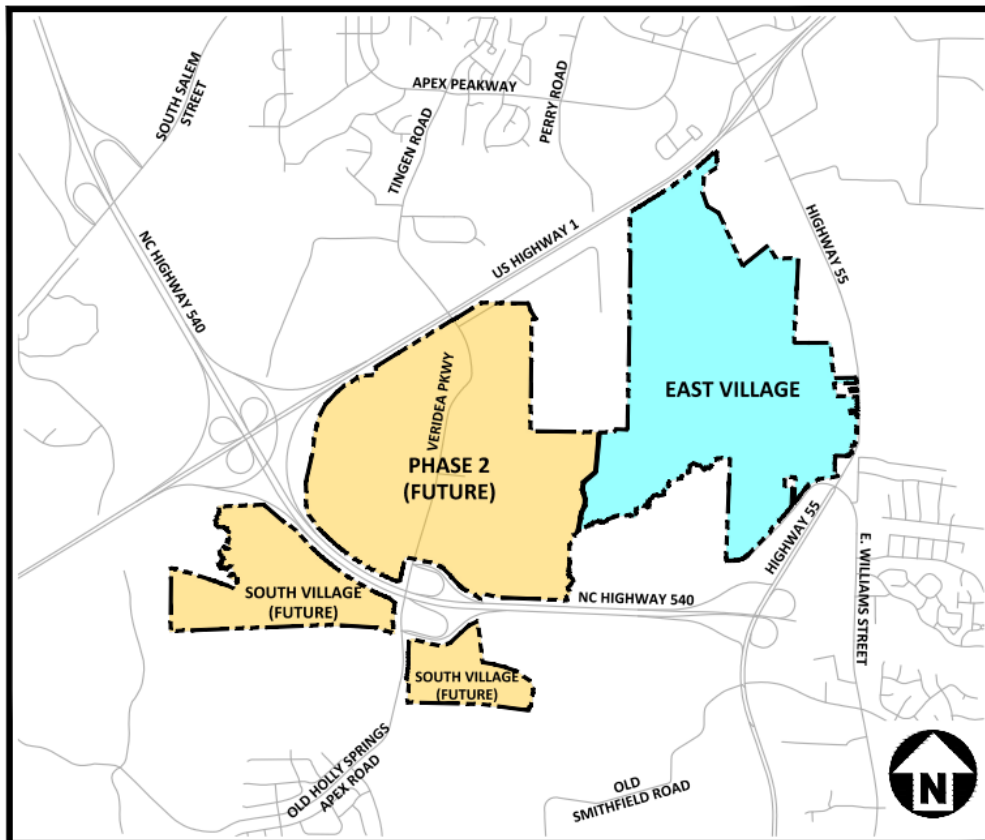 SOUTH SALEM
STREET
APEX PEAKWAY
PERRY ROAD
TINGEN ROAD
HIGHWAY 55
NC HIGHWAY 540
US HIGHWAY 1
VERIDEA PKWY
EAST VILLAGE
PHASE 2
(FUTURE)
HIGHWAY 55
E. WILLIAMS STREET
SOUTH VILLAGE
(FUTURE)
NC HIGHWAY 540
SOUTH VILLAGE
(FUTURE)
OLD HOLLY SPRINGS
APEX ROAD
OLD
SMITHFIELD ROAD
N